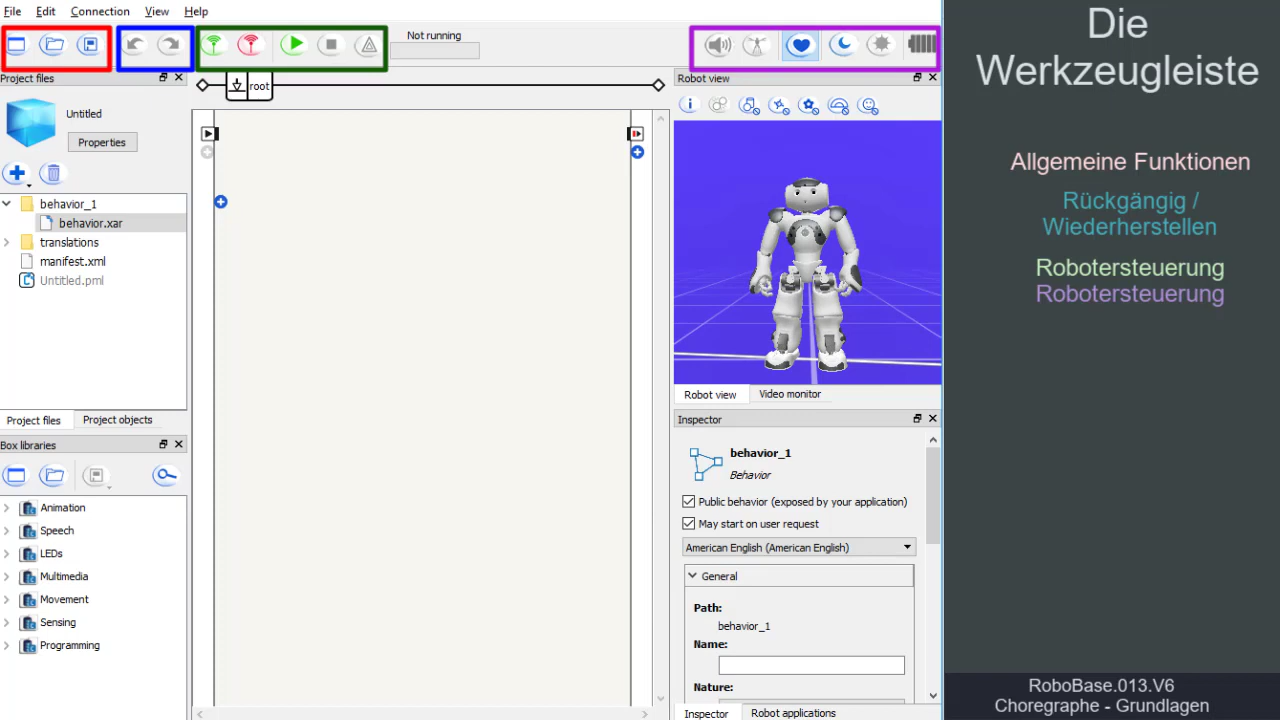 File Edit Connection View Help
Not running
Project files
root
Robot view
Untitled
Properties
behavior_1
behavior.xar
translations
manifest.xml
Untitled.pml
Project files Project objects
Box libraries
Animation
Speech
LEDs
Multimedia
Movement
Sensing
Programming
Robot view Video monitor
Inspector
behavior_1
Behavior
Public behavior (exposed by your application)
May start on user request
American English (American English)
General
Path:
behavior_1
Name:
Nature:
Inspector Robot applications
Die
Werkzeugleiste
Allgemeine Funktionen
Rückgängig /
Wiederherstellen
Robotersteuerung
Robotersteuerung
RoboBase.013.V6
Choregraphe - Grundlagen